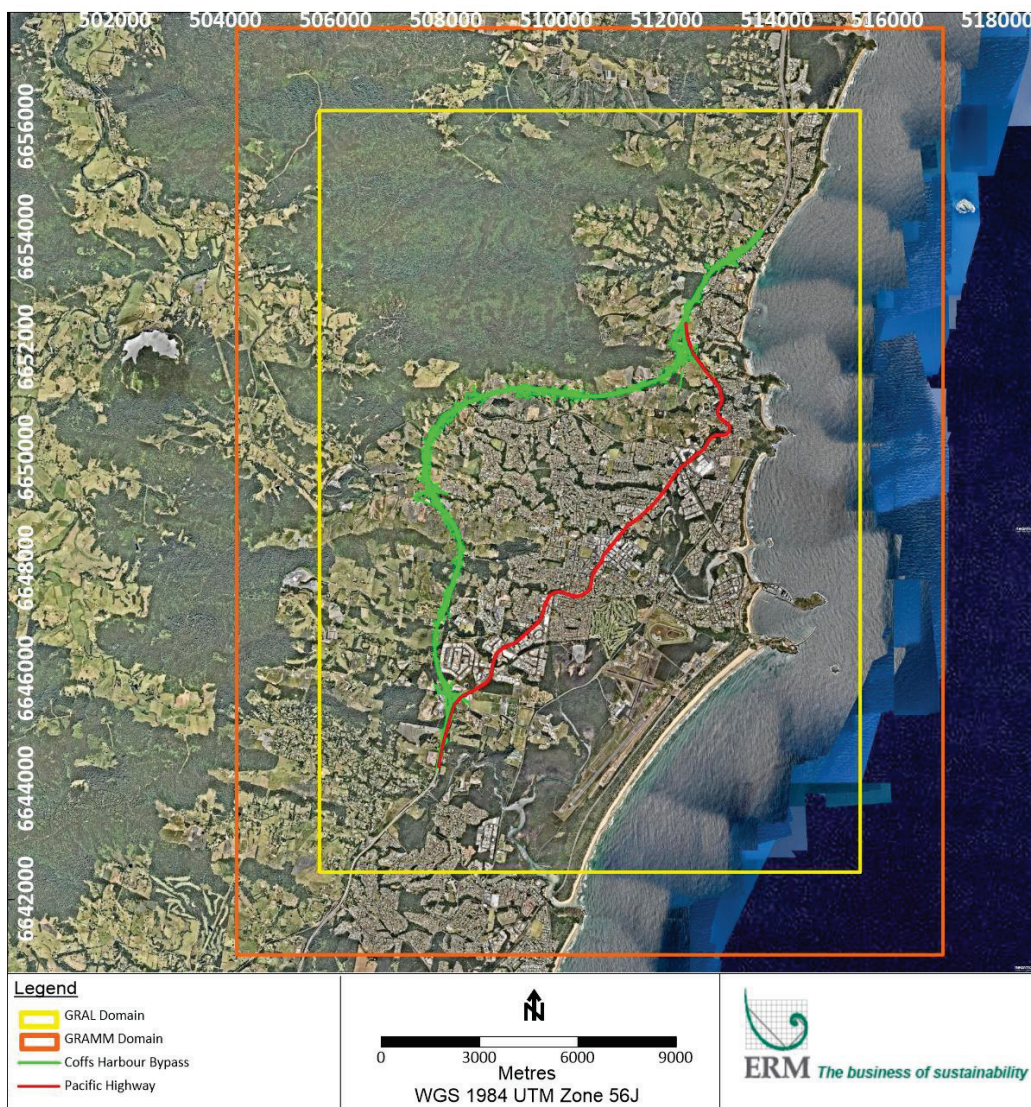 502000 504000 506000 508000 510000 512000 514000 516000 518000
6656000
6654000
6652000
6650000
6648000
6646000
6644000
6642000
Legend
GRAL Domain
GRAMM Domain
Coffs Harbour Bypass
Pacific Highway
N
0 3000 6000 9000
Metres
WGS 1984 UTM Zone 56J
ERM The business of sustainability